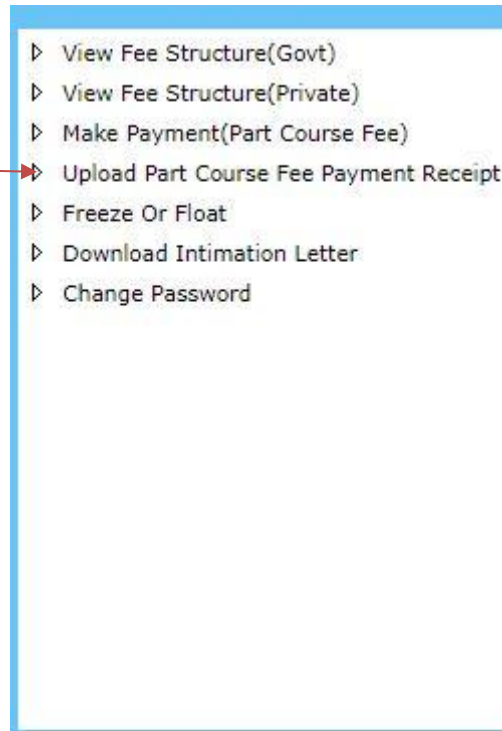 View Fee Structure(Govt)
View Fee Structure(Private)
Make Payment(Part Course Fee)
Upload Part Course Fee Payment Receipt
Freeze Or Float
Download Intimation Letter
Change Password